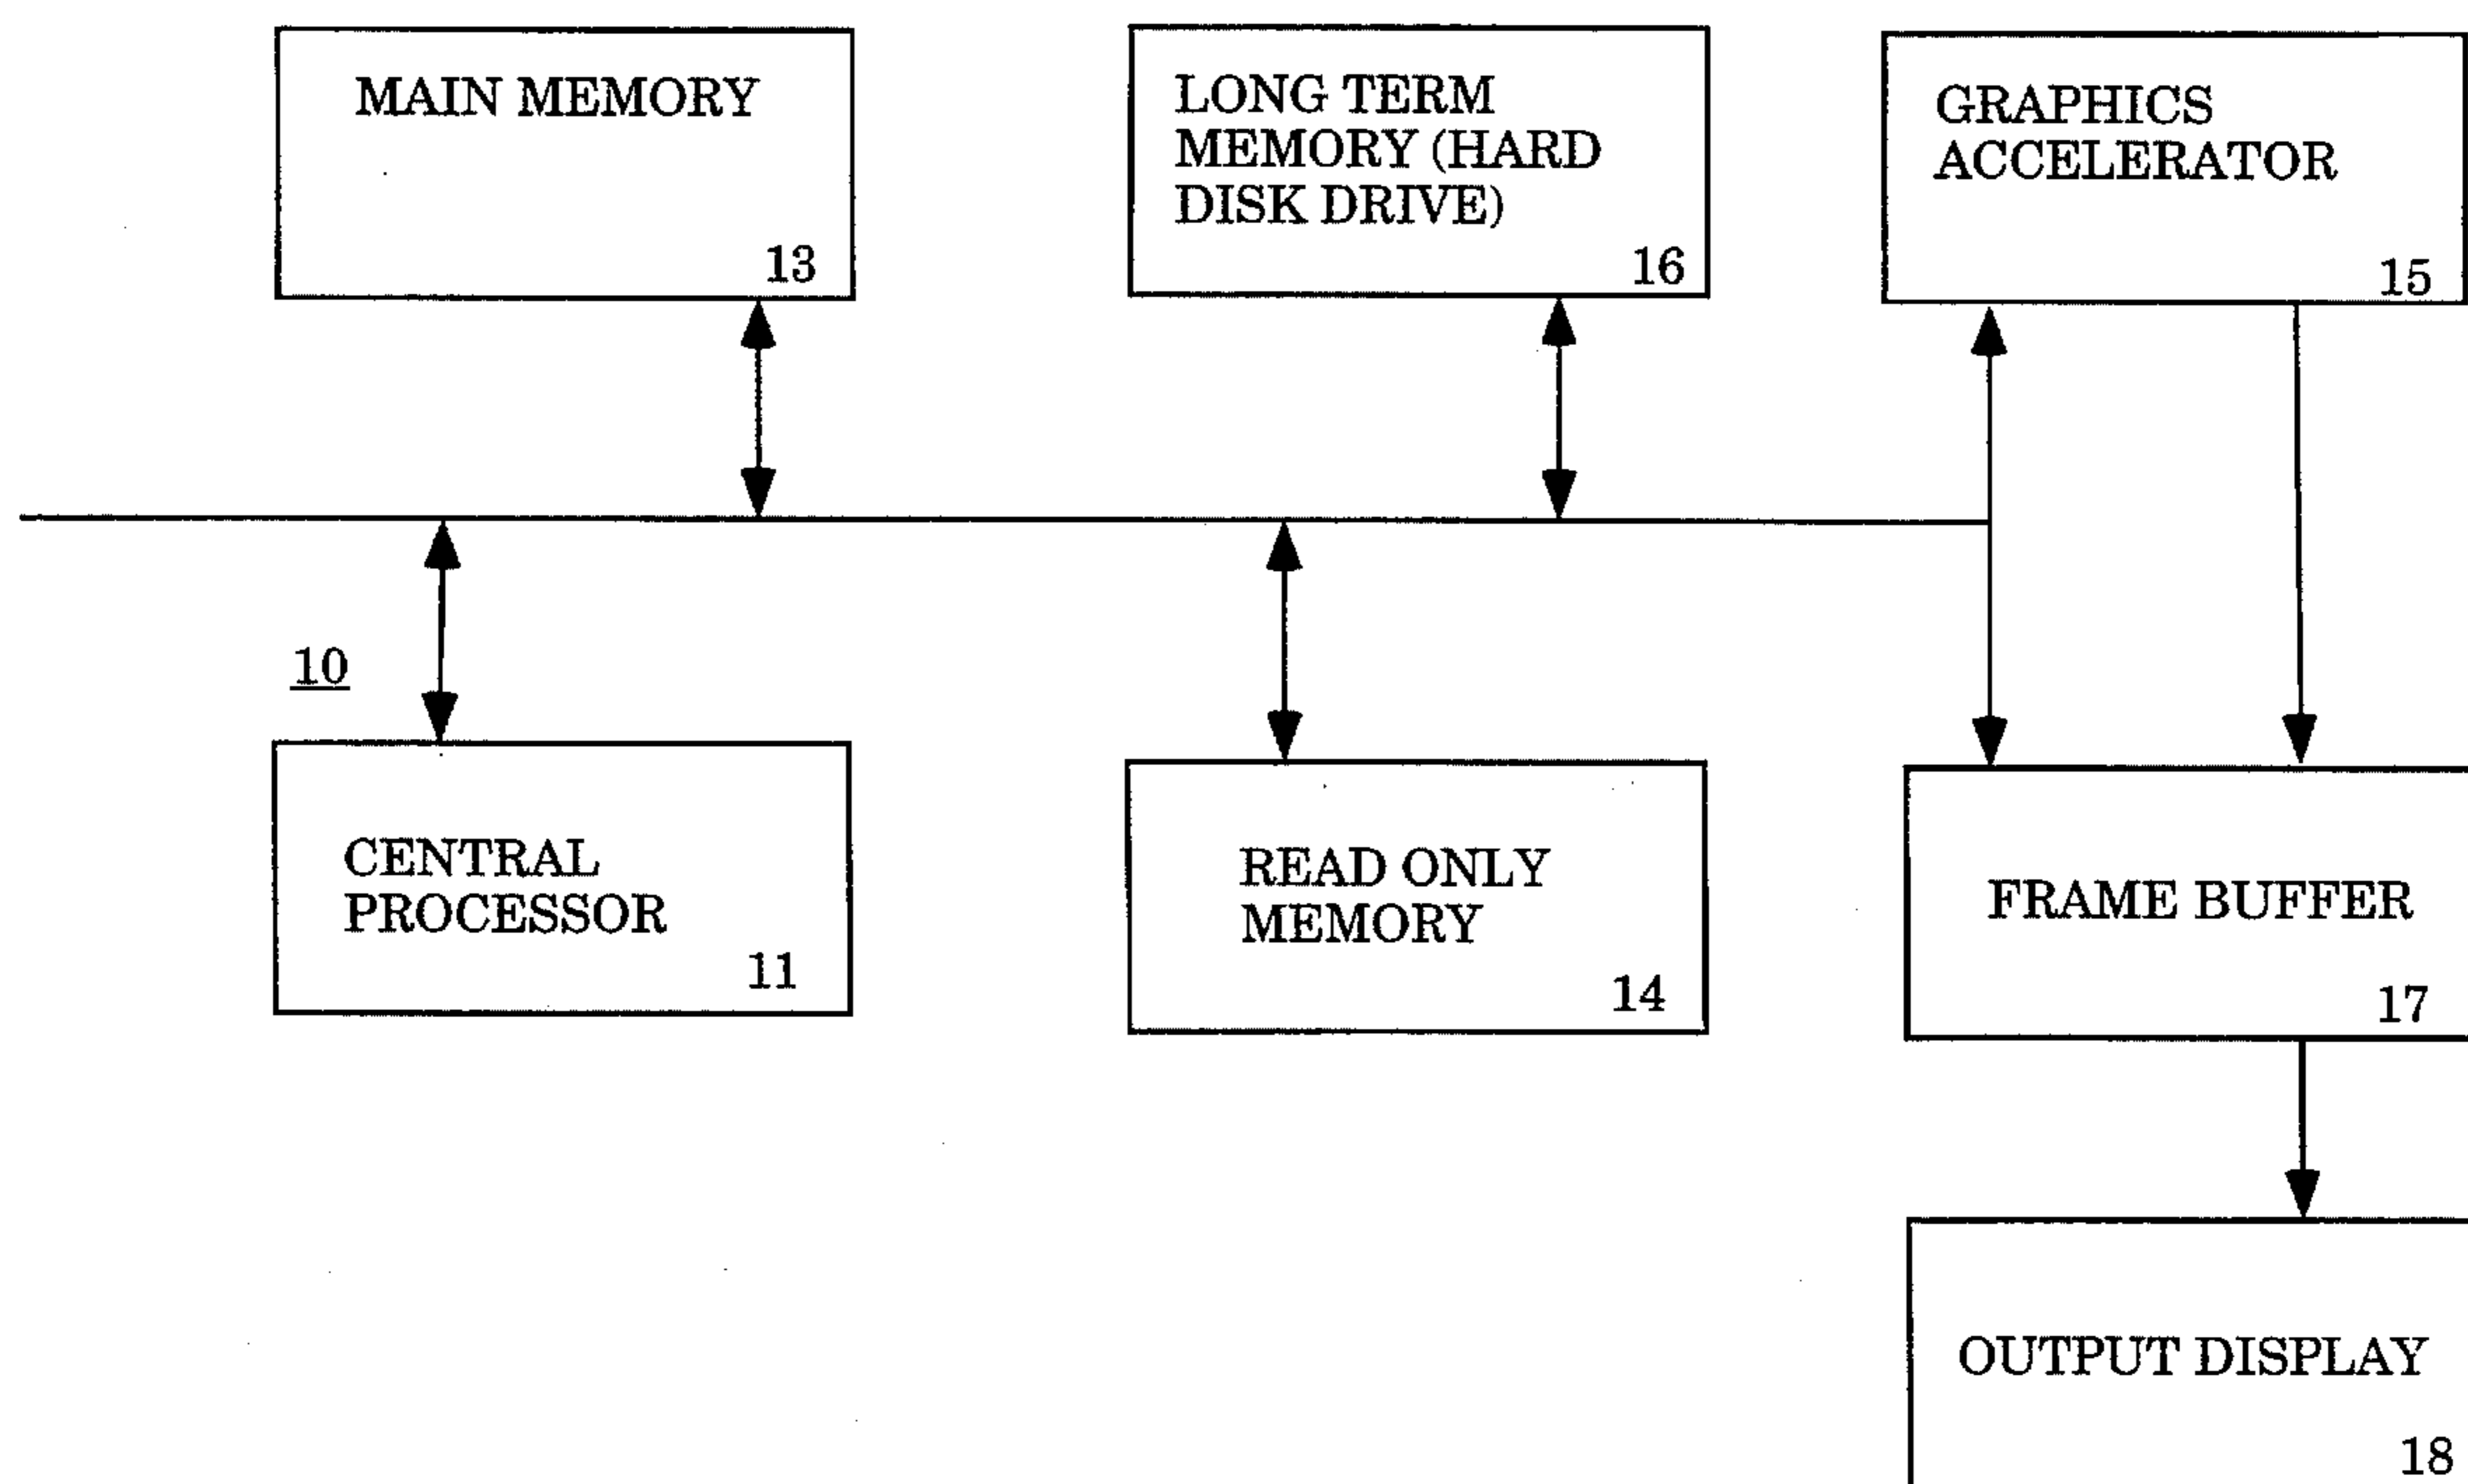 MAIN MEMORY
13
LONG TERM
MEMORY (HARD
DISK DRIVE)
16
GRAPHICS
ACCELERATOR
15
10
CENTRAL
PROCESSOR
11
READ ONLY
MEMORY
14
FRAME BUFFER
17
OUTPUT DISPLAY
18